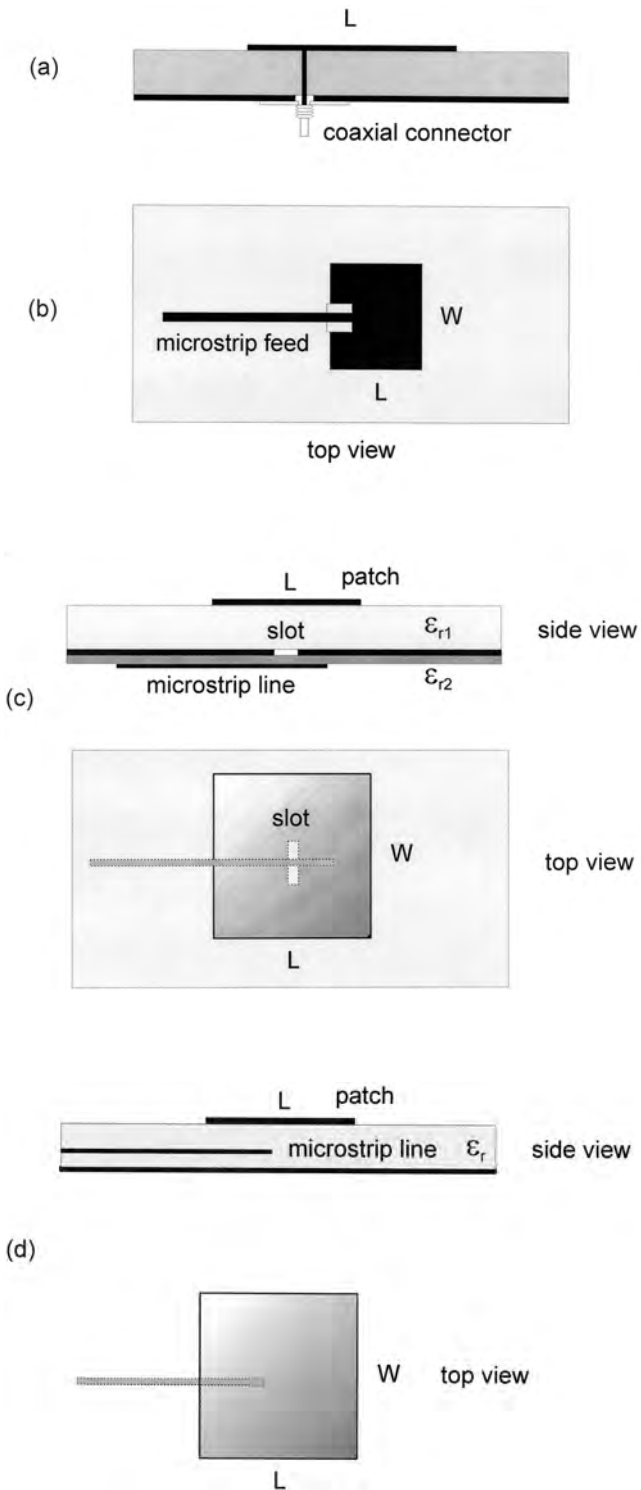 L
(a)
coaxial connector
(b)
W
microstrip feed
L
top view
L patch
slot εr1 side view
microstrip line εr2
(c)
slot
W
top view
L
L patch
microstrip line εr side view
(d)
W top view
L